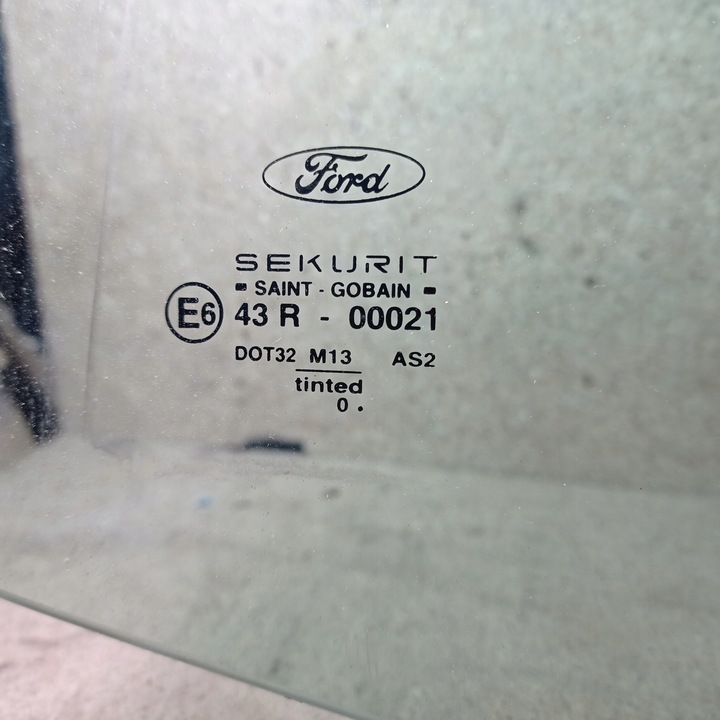 Ford
SEKURIT
SAINT - GOBAIN
E6 43 R - 00021
DOT32 M13 AS2
tinted
0 .